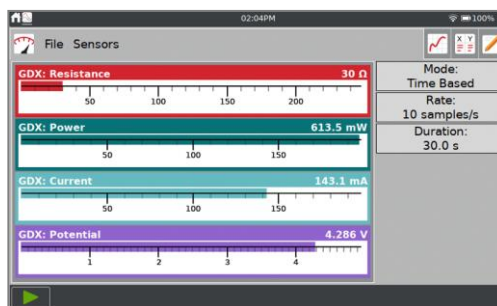 02:04PM
100%
File Sensors
X Y
GDX: Resistance 30 Ω
50 100 150 200
GDX: Power 613.5 mW
50 100 150
GDX: Current 143.1 mA
50 100 150
GDX: Potential 4.286 V
1 2 3 4
Mode:
Time Based
Rate:
10 samples/s
Duration:
30.0 s